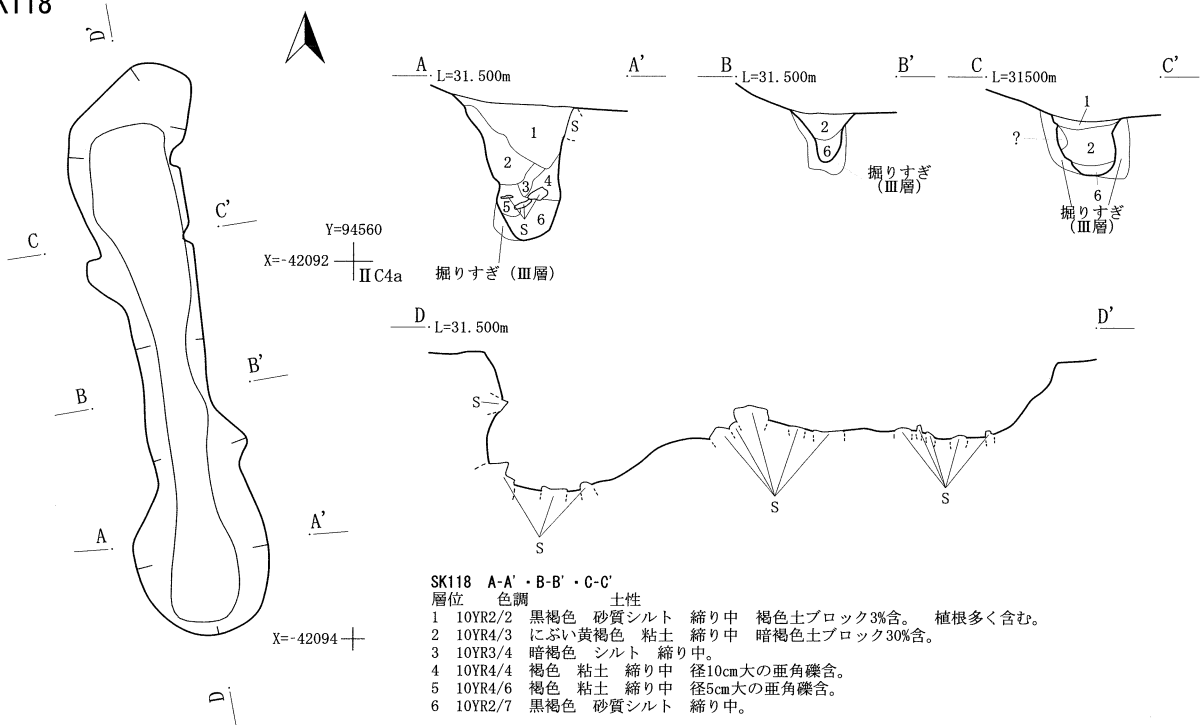 118
D'
A L=31.500m A'
B L=31.500m B'
C L=31500m C'
1
S
2
3
4
5
6
S
掘りすぎ（Ⅲ層）
2
6
掘りすぎ
（Ⅲ層）
1
?
2
6
掘りすぎ
（Ⅲ層）
C'
C
Y=94560
X=-42092
ⅡC4a
D L=31.500m D'
S
S
S
S
B'
B
A'
A
X=-42094
D
SK118 A-A'・B-B'・C-C'
層位 色調 土性
1 10YR2/2 黒褐色 砂質シルト 締り中 褐色土ブロック3%含。 植根多く含む。
2 10YR4/3 にぶい黄褐色 粘土 締り中 暗褐色土ブロック30%含。
3 10YR3/4 暗褐色 シルト 締り中。
4 10YR4/4 褐色 粘土 締り中 径10cm大の亜角礫含。
5 10YR4/6 褐色 粘土 締り中 径5cm大の亜角礫含。
6 10YR2/7 黒褐色 砂質シルト 締り中。